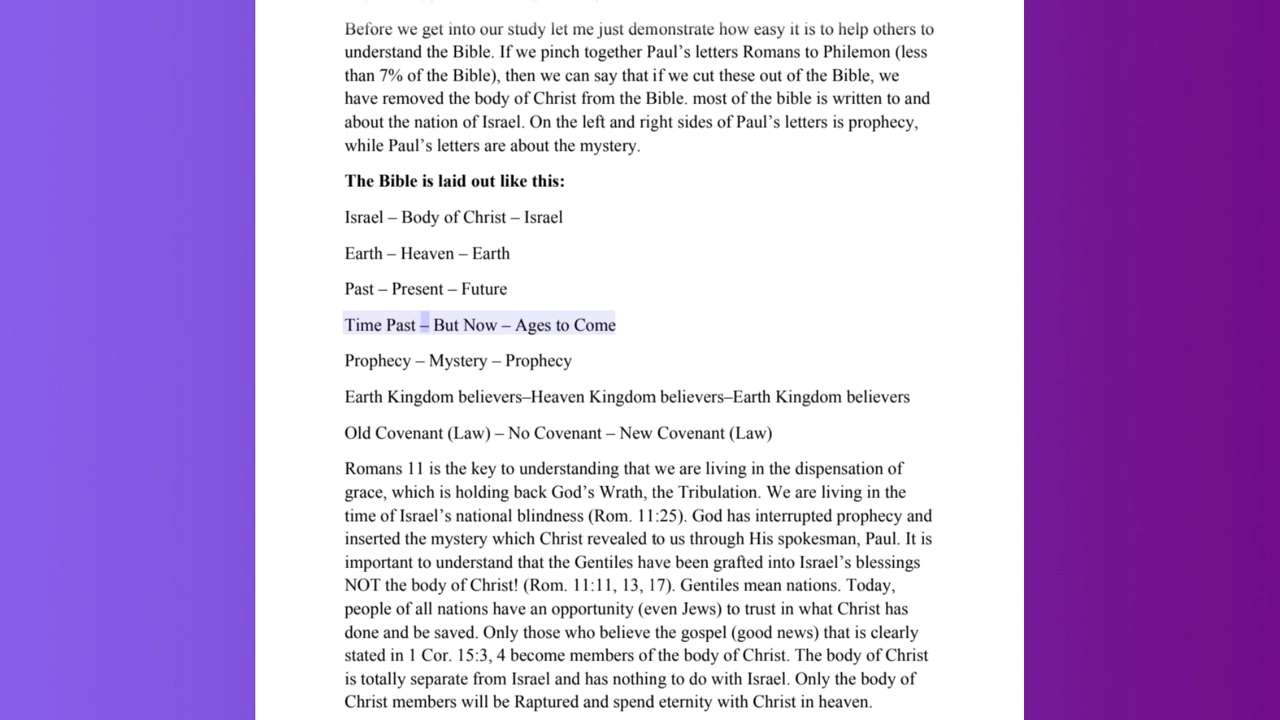 Before we get into our study let me just demonstrate how easy it is to help others to
understand the Bible. If we pinch together Paul’s letters Romans to Philemon (less
than 7% of the Bible), then we can say that if we cut these out of the Bible, we
have removed the body of Christ from the Bible. most of the bible is written to and
about the nation of Israel. On the left and right sides of Paul’s letters is prophecy,
while Paul’s letters are about the mystery.
The Bible is laid out like this:
Israel – Body of Christ – Israel
Earth – Heaven – Earth
Past – Present – Future
Time Past – But Now – Ages to Come
Prophecy – Mystery – Prophecy
Earth Kingdom believers–Heaven Kingdom believers–Earth Kingdom believers
Old Covenant (Law) – No Covenant – New Covenant (Law)
Romans 11 is the key to understanding that we are living in the dispensation of
grace, which is holding back God’s Wrath, the Tribulation. We are living in the
time of Israel’s national blindness (Rom. 11:25). God has interrupted prophecy and
inserted the mystery which Christ revealed to us through His spokesman, Paul. It is
important to understand that the Gentiles have been grafted into Israel’s blessings
NOT the body of Christ! (Rom. 11:11, 13, 17). Gentiles mean nations. Today,
people of all nations have an opportunity (even Jews) to trust in what Christ has
done and be saved. Only those who believe the gospel (good news) that is clearly
stated in 1 Cor. 15:3, 4 become members of the body of Christ. The body of Christ
is totally separate from Israel and has nothing to do with Israel. Only the body of
Christ members will be Raptured and spend eternity with Christ in heaven.